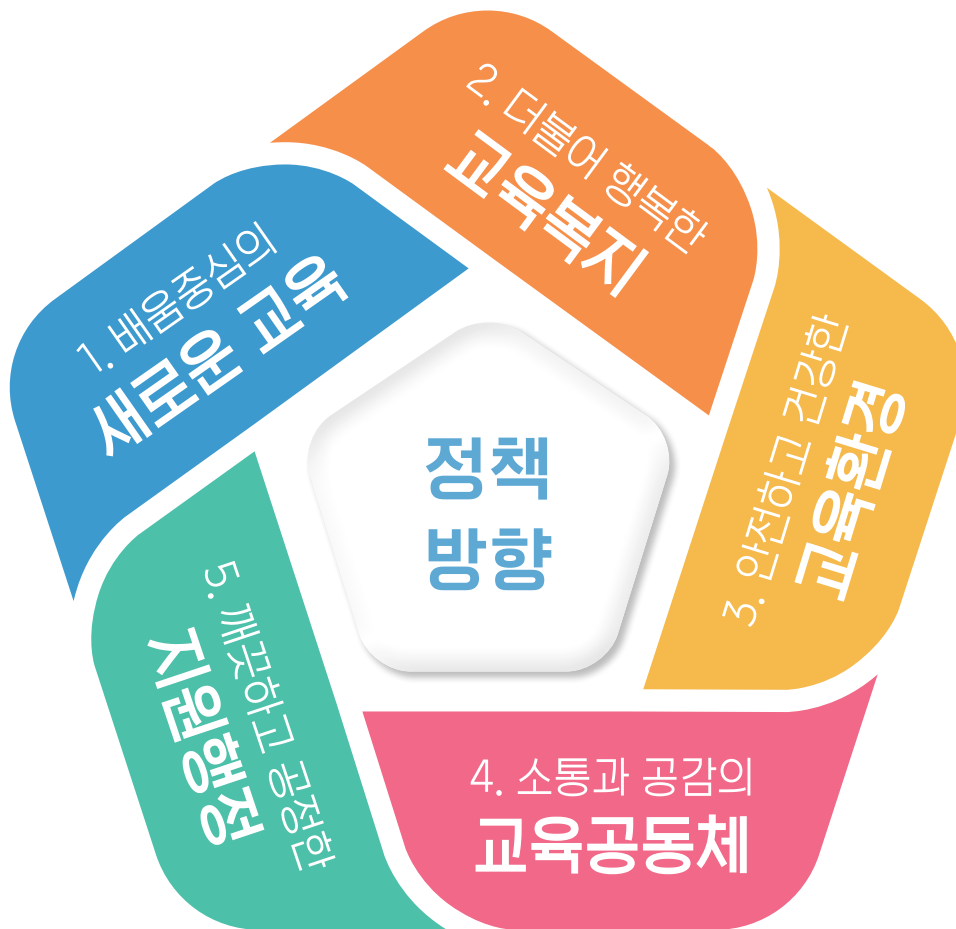 1. 배움중심의
새로운 교육
2. 더불어 행복한
교육복지
3. 안전하고 건강한
교육환경
4. 소통과 공감의
교육공동체
5. 깨끗하고 공정한
지원행정
정책
방향